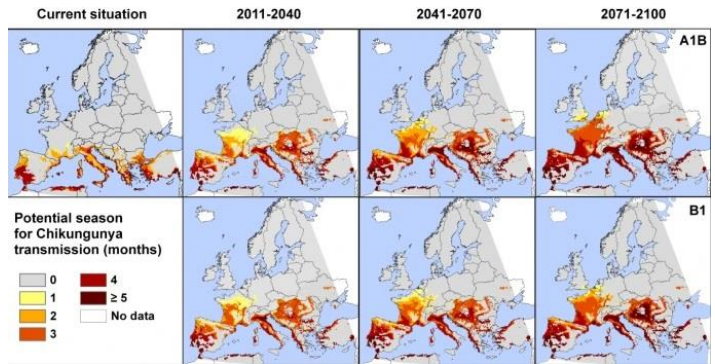 Current situation
2011-2040
2041-2070
2071-2100
A1B
B1
Potential season
for Chikungunya
transmission (months)
0
1
2
3
4
≥ 5
No data